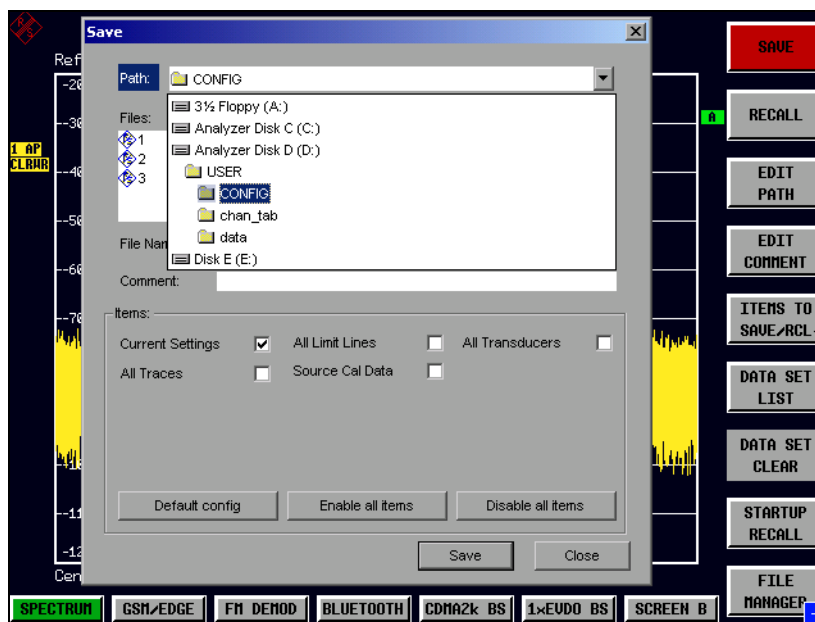 Save
R S
Ref
Path:
CONFIG
3½ Floppy (A:)
Analyzer Disk C (C:)
Analyzer Disk D (D:)
USER
CONFIG
chan_tab
data
Disk E (E:)
Files:
1
2
3
File Nam
Comment:
Items:
Current Settings
All Limit Lines
All Transducers
All Traces
Source Cal Data
Default config
Enable all items
Disable all items
Save
Close
1 AP
CLRWR
-20
-30
-40
-50
-60
-70
-11
-12
Cen
A
SAVE
RECALL
EDIT
PATH
EDIT
COMMENT
ITEMS TO
SAVE/RCL
DATA SET
LIST
DATA SET
CLEAR
STARTUP
RECALL
FILE
MANAGER
SPECTRUM
GSM/EDGE
FM DEMOD
BLUETOOTH
CDMA2k BS
1xEVDO BS
SCREEN B